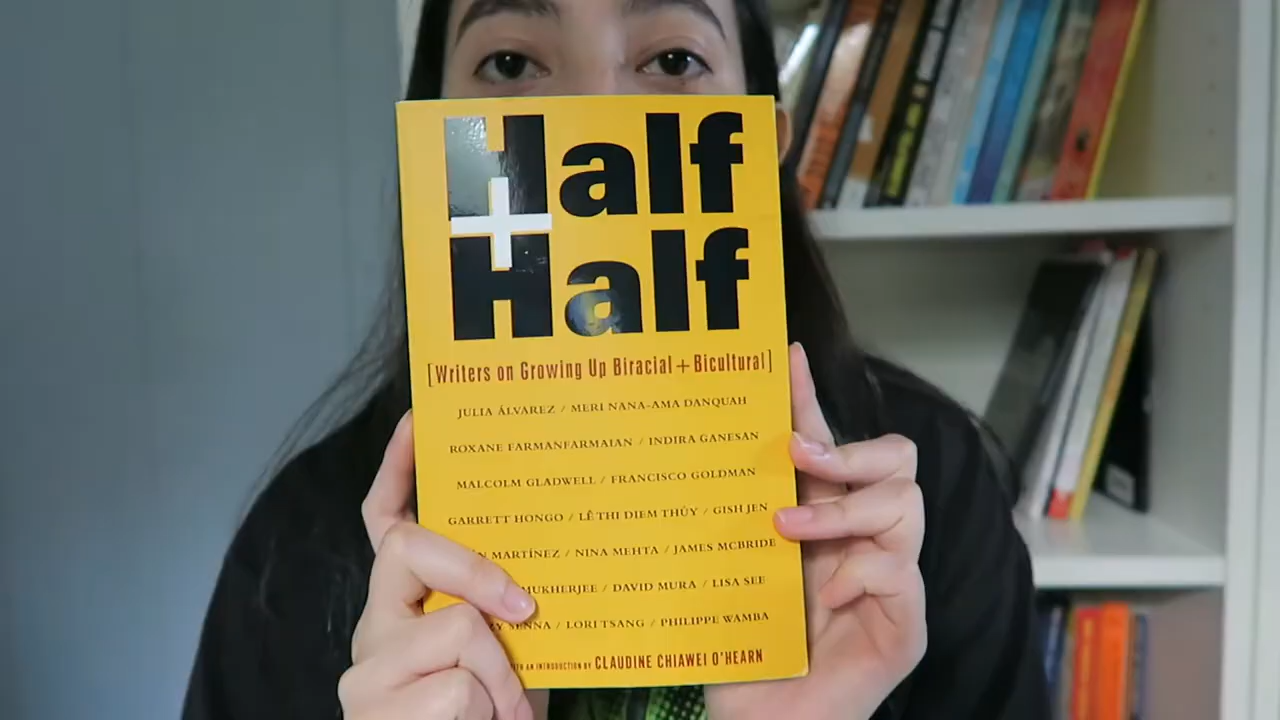 Half
+
Half
[Writers on Growing Up Biracial + Bicultural]
JULIA ÁLVAREZ / MERI NANA-AMA DANQUAH
ROXANE FARMANFARMAIAN / INDIRA GANESAN
MALCOLM GLADWELL / FRANCISCO GOLDMAN
GARRETT HONGO / LÊ THI DIEM THÚY / GISH JEN
MARTÍNEZ / NINA MEHTA / JAMES MCBRIDE
MUKHERJEE / DAVID MURA / LISA SEE
SENNA / LORI TSANG / PHILIPPE WAMBA
AN INTRODUCTION BY CLAUDINE CHIAWEI O'HEARN